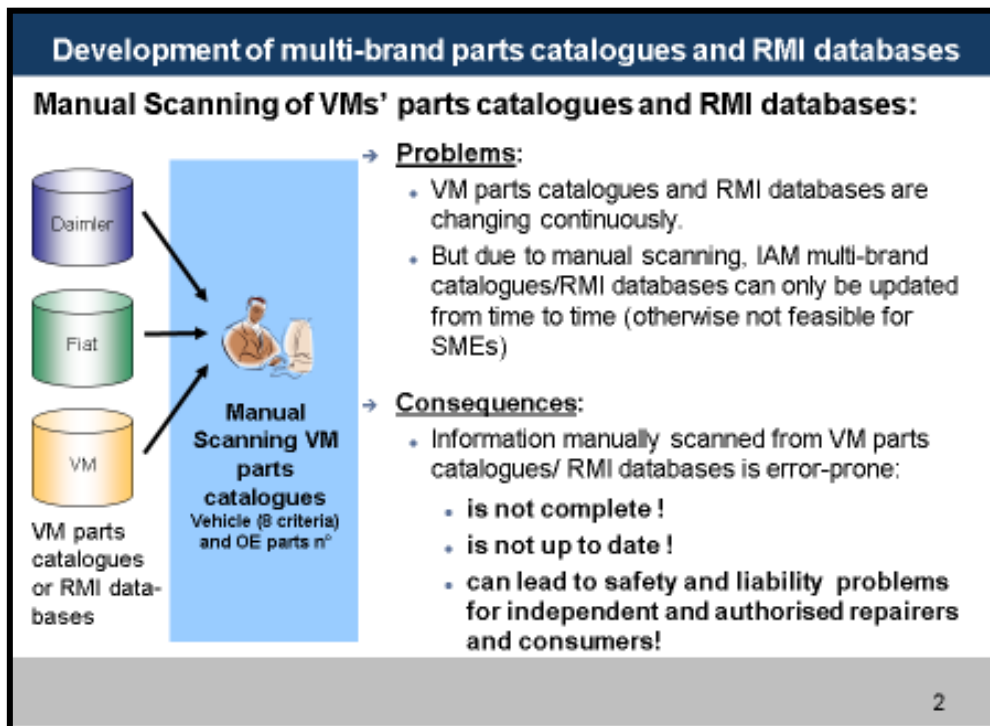 Development of multi-brand parts catalogues and RMI databases
Manual Scanning of VMs' parts catalogues and RMI databases:
Daimler
Fiat
VM
VM parts
catalogues
or RMI data-
bases
Manual
Scanning VM
parts
catalogues
Vehicle (8 criteria)
and OE parts n°
→ Problems:
• VM parts catalogues and RMI databases are
changing continuously.
• But due to manual scanning, IAM multi-brand
catalogues/RMI databases can only be updated
from time to time (otherwise not feasible for
SMEs)
→ Consequences:
• Information manually scanned from VM parts
catalogues/ RMI databases is error-prone:
• is not complete !
• is not up to date !
• can lead to safety and liability problems
for independent and authorised repairers
and consumers!
2